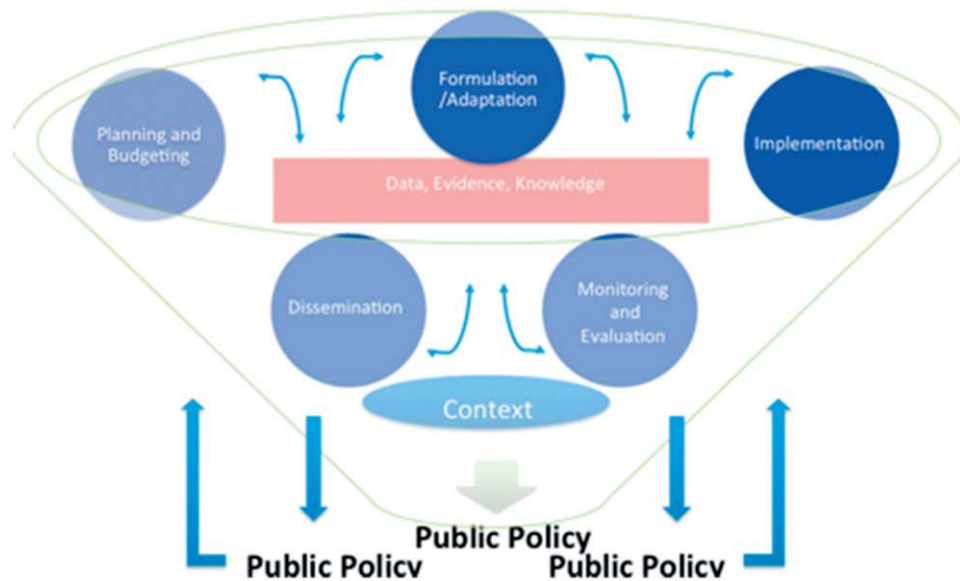 Formulation
/Adaptation
Planning and
Budgeting
Implementation
Data, Evidence, Knowledge
Dissemination
Monitoring
and
Evaluation
Context
Public Policy
Public Policy
Public Policy